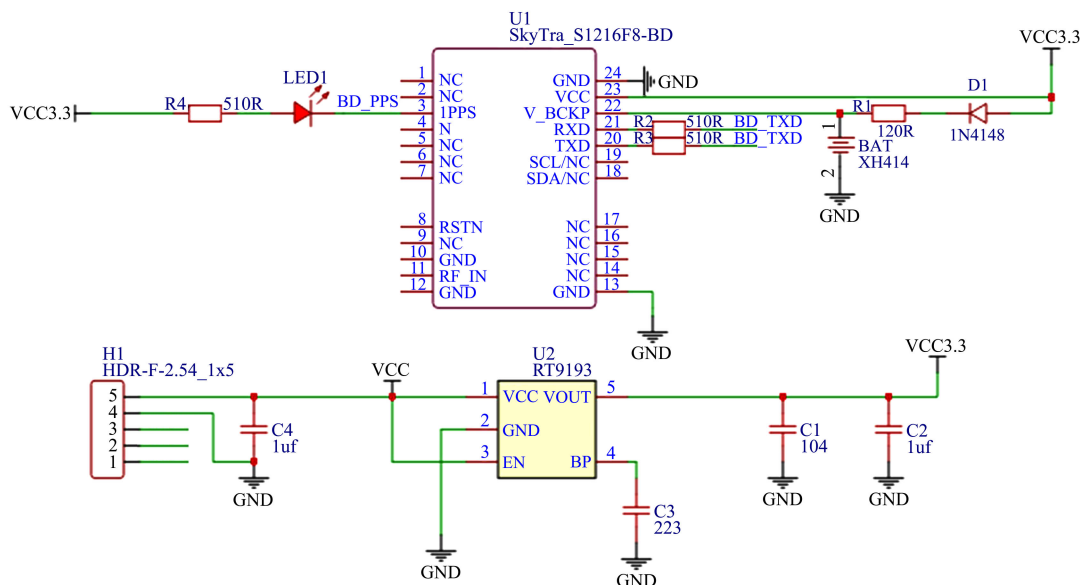 U1
SkyTra_S1216F8-BD
VCC3.3
R4
510R
LED1
BD_PPS
1 NC
2 NC
3 1PPS
4 N
5 NC
6 NC
7 NC
8 RSTN
9 NC
10 GND
11 RF_IN
12 GND
GND 24
VCC 23
V_BCKP 22
RXD 21
TXD 20
SCL/NC 19
SDA/NC 18
NC 17
NC 16
NC 15
NC 14
GND 13
GND
R2 510R BD_TXD
R3 510R BD_TXD
VCC3.3
D1
1N4148
R1
120R
1
BAT
XH414
2
GND
GND
H1
HDR-F-2.54_1x5
5
4
3
2
1
C4
1uf
GND
VCC
U2
RT9193
1 VCC
2 GND
3 EN
VOUT 5
BP 4
GND
C3
223
GND
C1
104
GND
C2
1uf
GND
VCC3.3